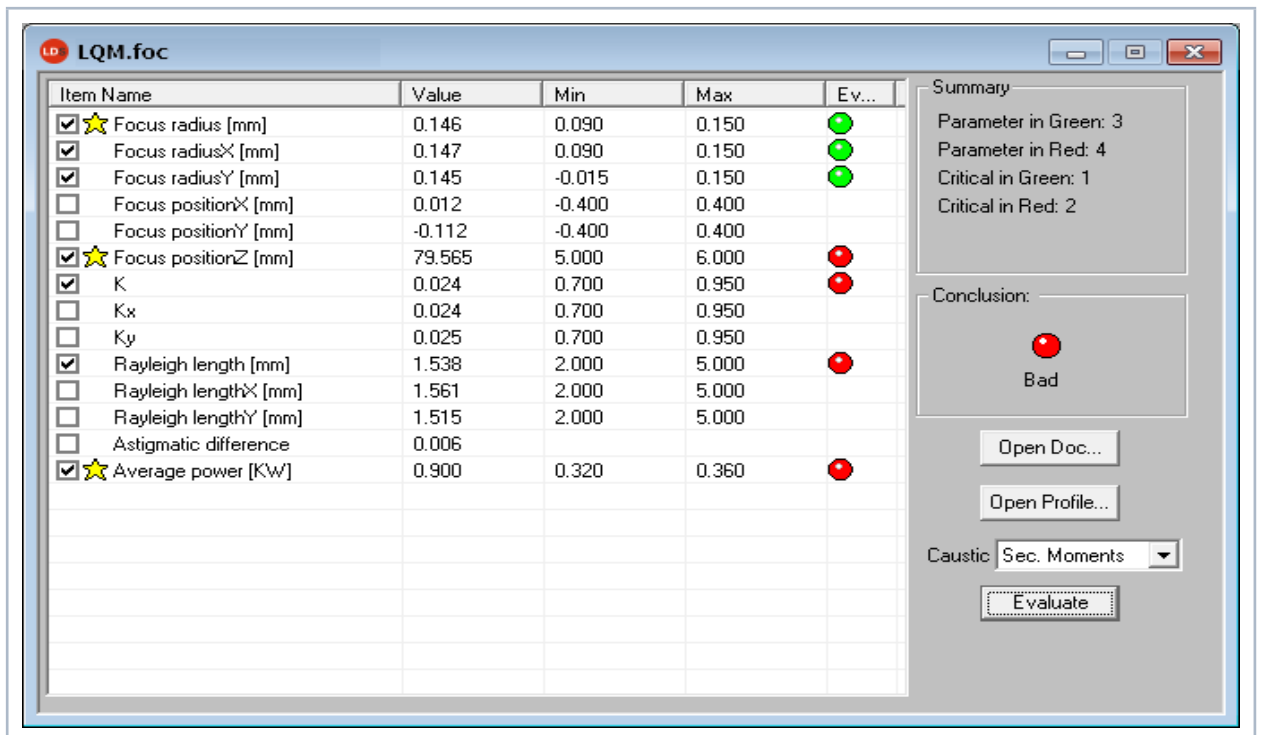 LDS LQM.foc
Item Name Value Min Max Ev...
Focus radius [mm] 0.146 0.090 0.150
Focus radiusX [mm] 0.147 0.090 0.150
Focus radiusY [mm] 0.145 -0.015 0.150
Focus positionX [mm] 0.012 -0.400 0.400
Focus positionY [mm] -0.112 -0.400 0.400
Focus positionZ [mm] 79.565 5.000 6.000
K 0.024 0.700 0.950
Kx 0.024 0.700 0.950
Ky 0.025 0.700 0.950
Rayleigh length [mm] 1.538 2.000 5.000
Rayleigh lengthX [mm] 1.561 2.000 5.000
Rayleigh lengthY [mm] 1.515 2.000 5.000
Astigmatic difference 0.006
Average power [KW] 0.900 0.320 0.360
Summary
Parameter in Green: 3
Parameter in Red: 4
Critical in Green: 1
Critical in Red: 2
Conclusion:
Bad
Open Doc...
Open Profile...
Caustic Sec. Moments
Evaluate